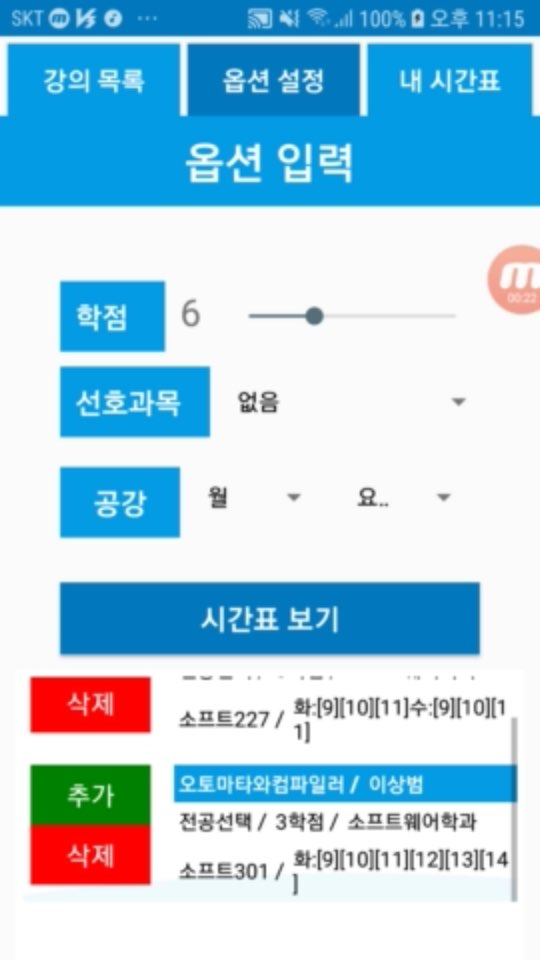 SKT ... 100% 오후 11:15
강의 목록 옵션 설정 내 시간표
옵션 입력
00:22
학점 6
선호과목 없음
공강 월 요..
시간표 보기
삭제
소프트227 / 화:[9][10][11]수:[9][10][1
1]
추가
오토마타와컴파일러 / 이상범
전공선택 / 3학점 / 소프트웨어학과
삭제
소프트301 / 화:[9][10][11][12][13][14
]